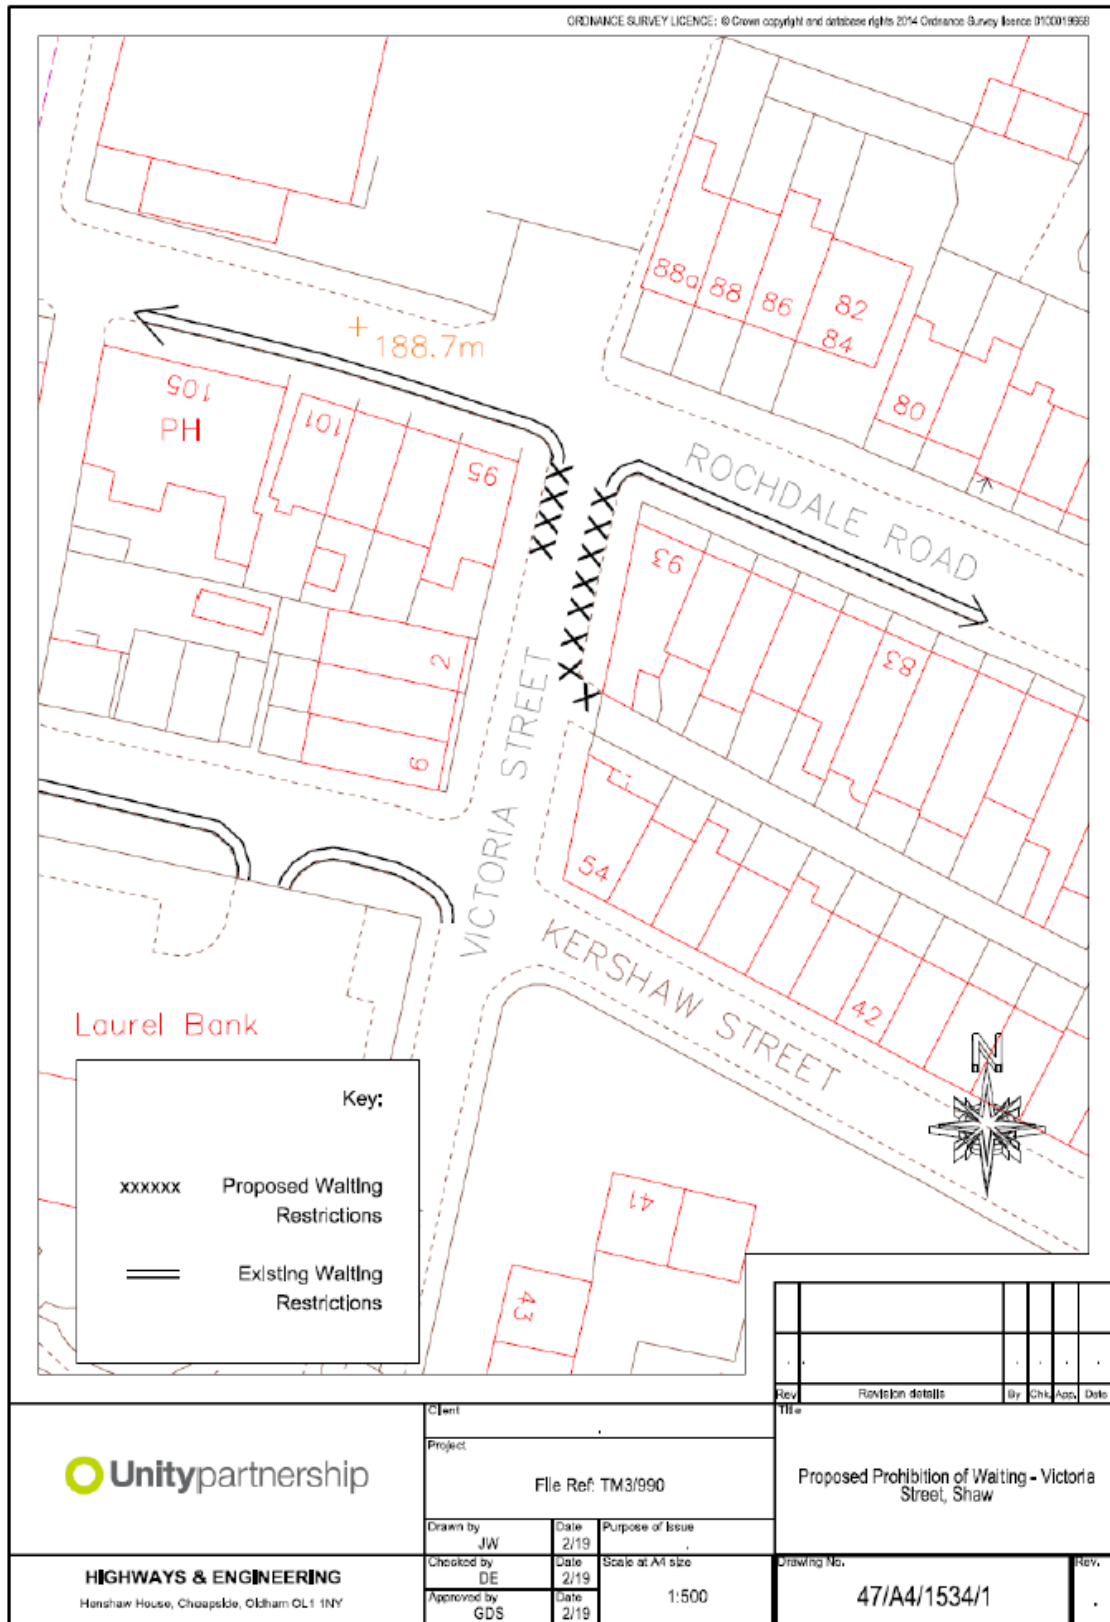 ORDNANCE SURVEY LICENCE: © Crown copyright and database rights 2014 Ordnance Survey licence 0100019668
88a
88
86
82
84
80
188.7m
105
PH
101
95
ROCHDALE ROAD
93
83
2
6
VICTORIA STREET
54
KERSHAW STREET
42
Laurel Bank
N
41
43
Key:
xxxxxx Proposed Waiting
Restrictions
Existing Waiting
Restrictions
Rev Revision details By Chk. App. Date
Unitypartnership
Client
Project
File Ref: TM3/990
Title
Proposed Prohibition of Waiting - Victoria
Street, Shaw
Drawn by Date Purpose of Issue
JW 2/19
HIGHWAYS & ENGINEERING
Henshaw House, Cheapside, Oldham OL1 1NY
Checked by Date Scale at A4 size
DE 2/19
1:500
Approved by Date
GDS 2/19
Drawing No. Rev.
47/A4/1534/1